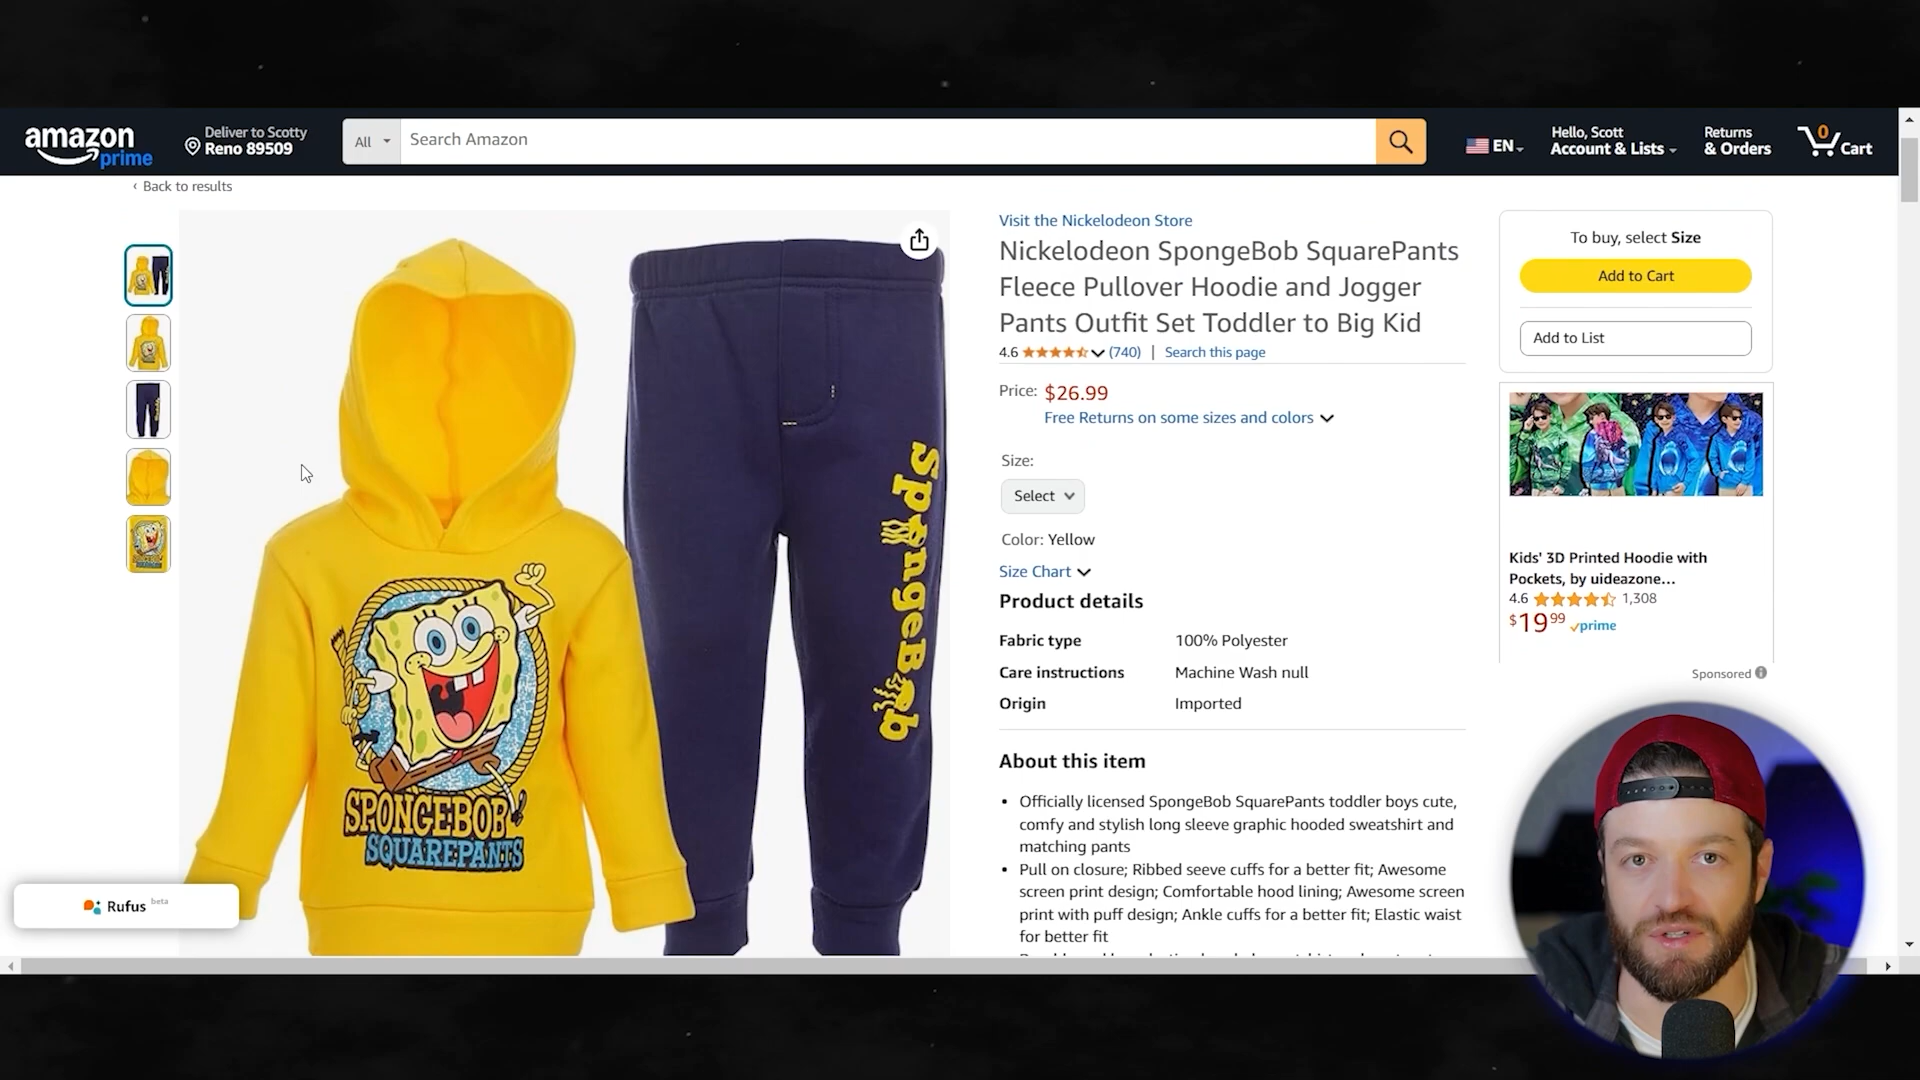 amazon
prime
Deliver to Scotty
Reno 89509
All
Search Amazon
EN
Hello, Scott
Account & Lists
Returns
& Orders
0
Cart
‹ Back to results
Visit the Nickelodeon Store
Nickelodeon SpongeBob SquarePants
Fleece Pullover Hoodie and Jogger
Pants Outfit Set Toddler to Big Kid
4.6
(740) | Search this page
Price: $26.99
Free Returns on some sizes and colors
Size:
Select
Color: Yellow
Size Chart
Product details
Fabric type 100% Polyester
Care instructions Machine Wash null
Origin Imported
About this item
• Officially licensed SpongeBob SquarePants toddler boys cute,
comfy and stylish long sleeve graphic hooded sweatshirt and
matching pants
• Pull on closure; Ribbed seeve cuffs for a better fit; Awesome
screen print design; Comfortable hood lining; Awesome screen
print with puff design; Ankle cuffs for a better fit; Elastic waist
for better fit
To buy, select Size
Add to Cart
Add to List
Kids' 3D Printed Hoodie with
Pockets, by uideazone...
4.6 1,308
$19 99 prime
Sponsored
SPONGEBOB
SQUAREPANTS
SpongeBob
Rufus beta